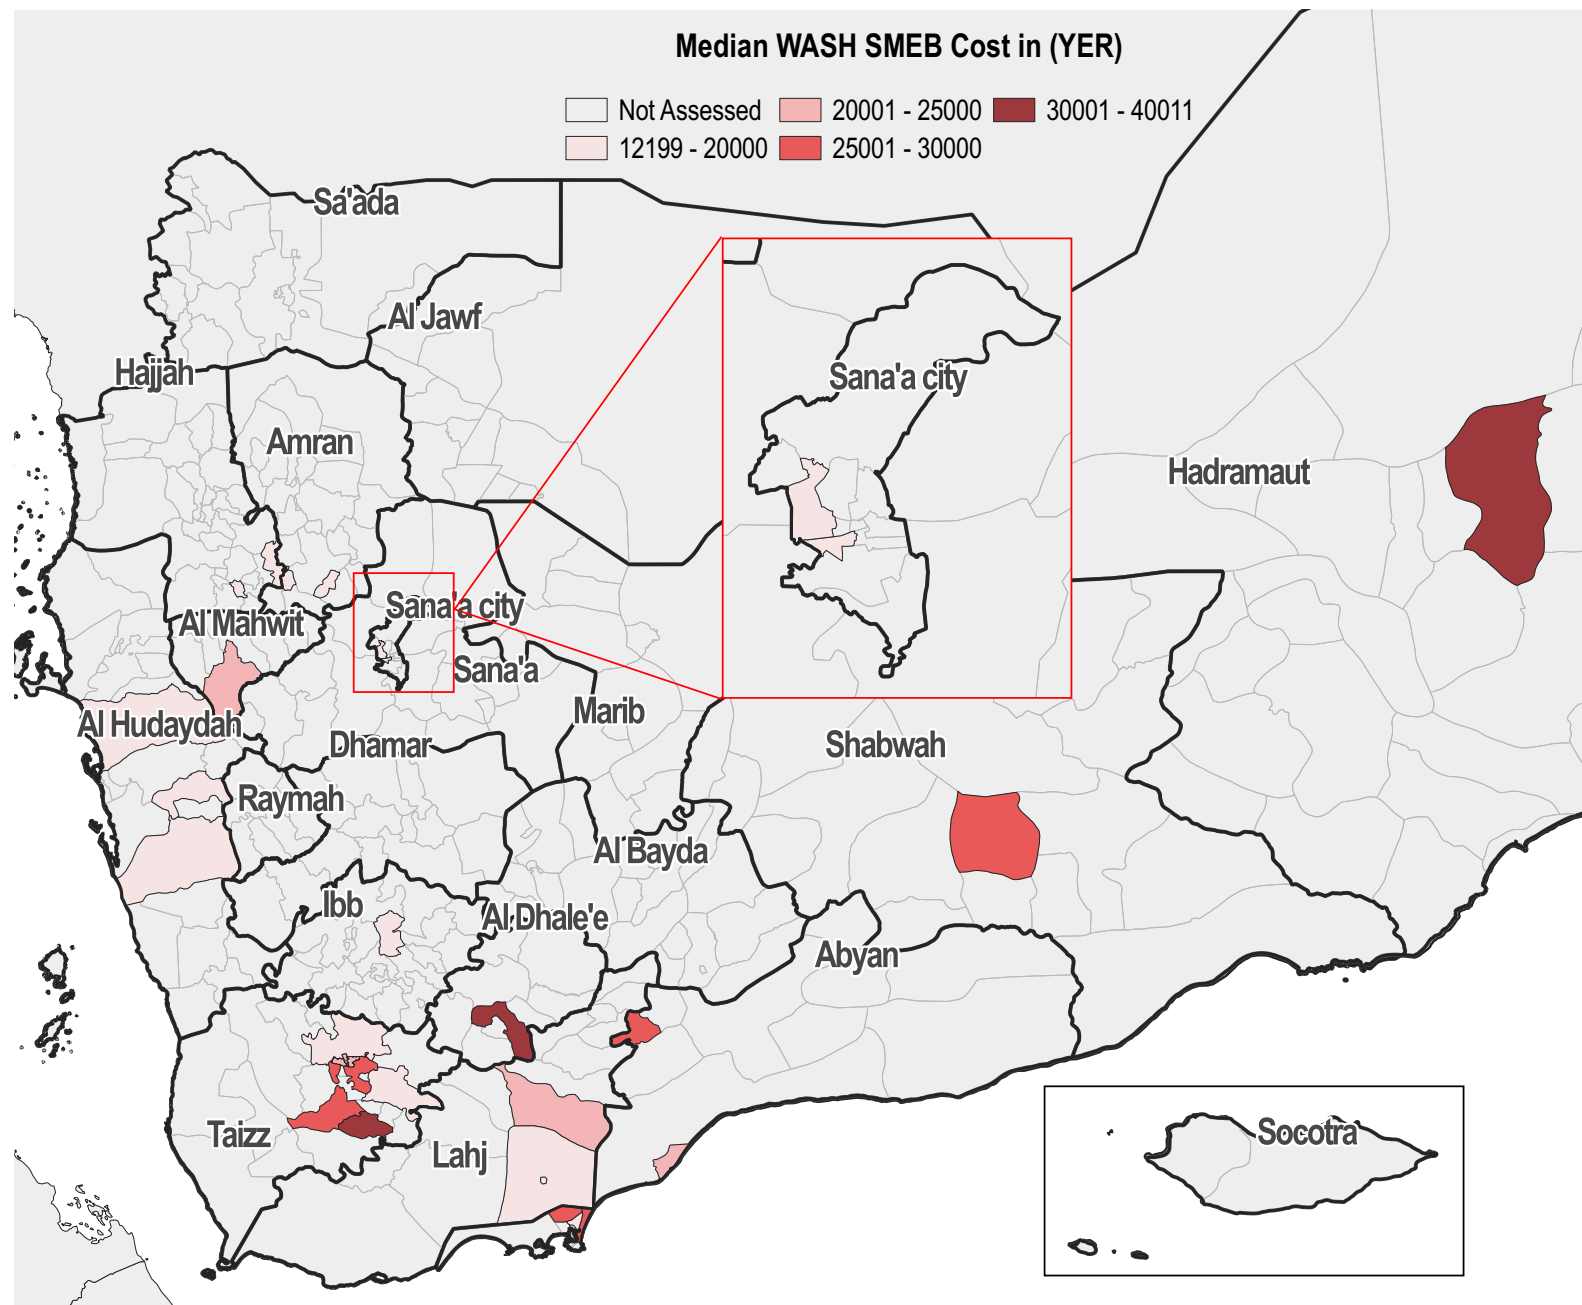 Median WASH SMEB Cost in (YER)
Not Assessed
20001 - 25000
30001 - 40011
12199 - 20000
25001 - 30000
Sa'ada
Al Jawf
Hajjah
Sana'a city
Amran
Hadramaut
Sana'a city
Al Mahwit
Sana'a
Marib
Al Hudaydah
Dhamar
Shabwah
Raymah
Al Bayda
Ibb
Al Dhale'e
Abyan
Taizz
Lahj
Socotra